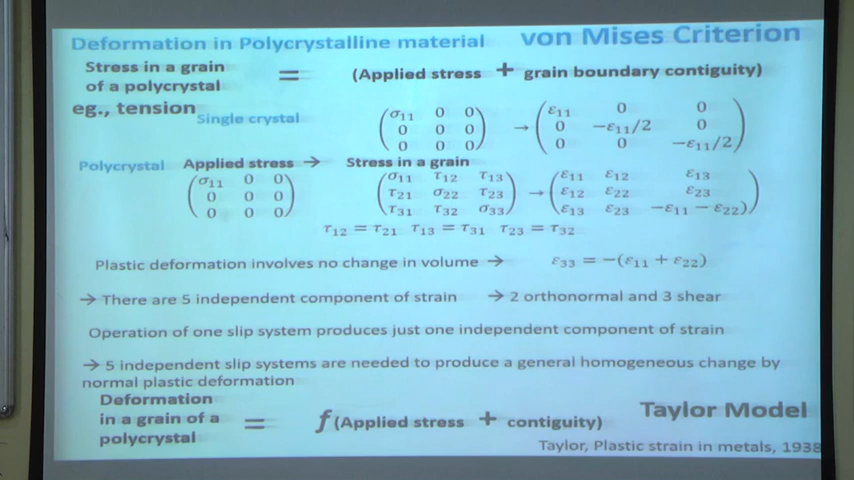 Deformation in Polycrystalline material von Mises Criterion
Stress in a grain
of a polycrystal = (Applied stress + grain boundary contiguity)
eg., tension
Single crystal
(σ11 0 0) → (ε11 0 0)
(0 0 0) (0 −ε11/2 0)
(0 0 0) (0 0 −ε11/2)
Polycrystal Applied stress → Stress in a grain
(σ11 0 0) (σ11 τ12 τ13) → (ε11 ε12 ε13)
(0 0 0) (τ21 σ22 τ23) (ε12 ε22 ε23)
(0 0 0) (τ31 τ32 σ33) (ε13 ε23 −ε11 − ε22)
τ12 = τ21 τ13 = τ31 τ23 = τ32
Plastic deformation involves no change in volume → ε33 = −(ε11 + ε22)
→ There are 5 independent component of strain → 2 orthonormal and 3 shear
Operation of one slip system produces just one independent component of strain
→ 5 independent slip systems are needed to produce a general homogeneous change by
normal plastic deformation
Deformation
in a grain of a
polycrystal = f(Applied stress + contiguity) Taylor Model
Taylor, Plastic strain in metals, 1938